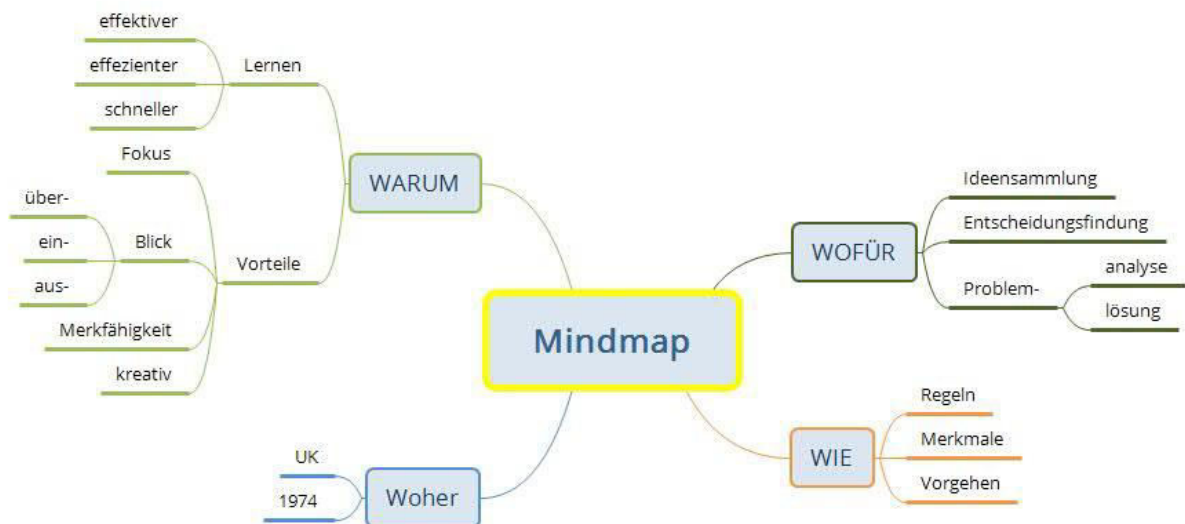 effektiver
effezienter
schneller
Lernen
Fokus
über-
ein-
aus-
Blick
Merkfähigkeit
kreativ
Vorteile
WARUM
Mindmap
WOFÜR
Ideensammlung
Entscheidungsfindung
Problem-
analyse
lösung
WIE
Regeln
Merkmale
Vorgehen
Woher
UK
1974